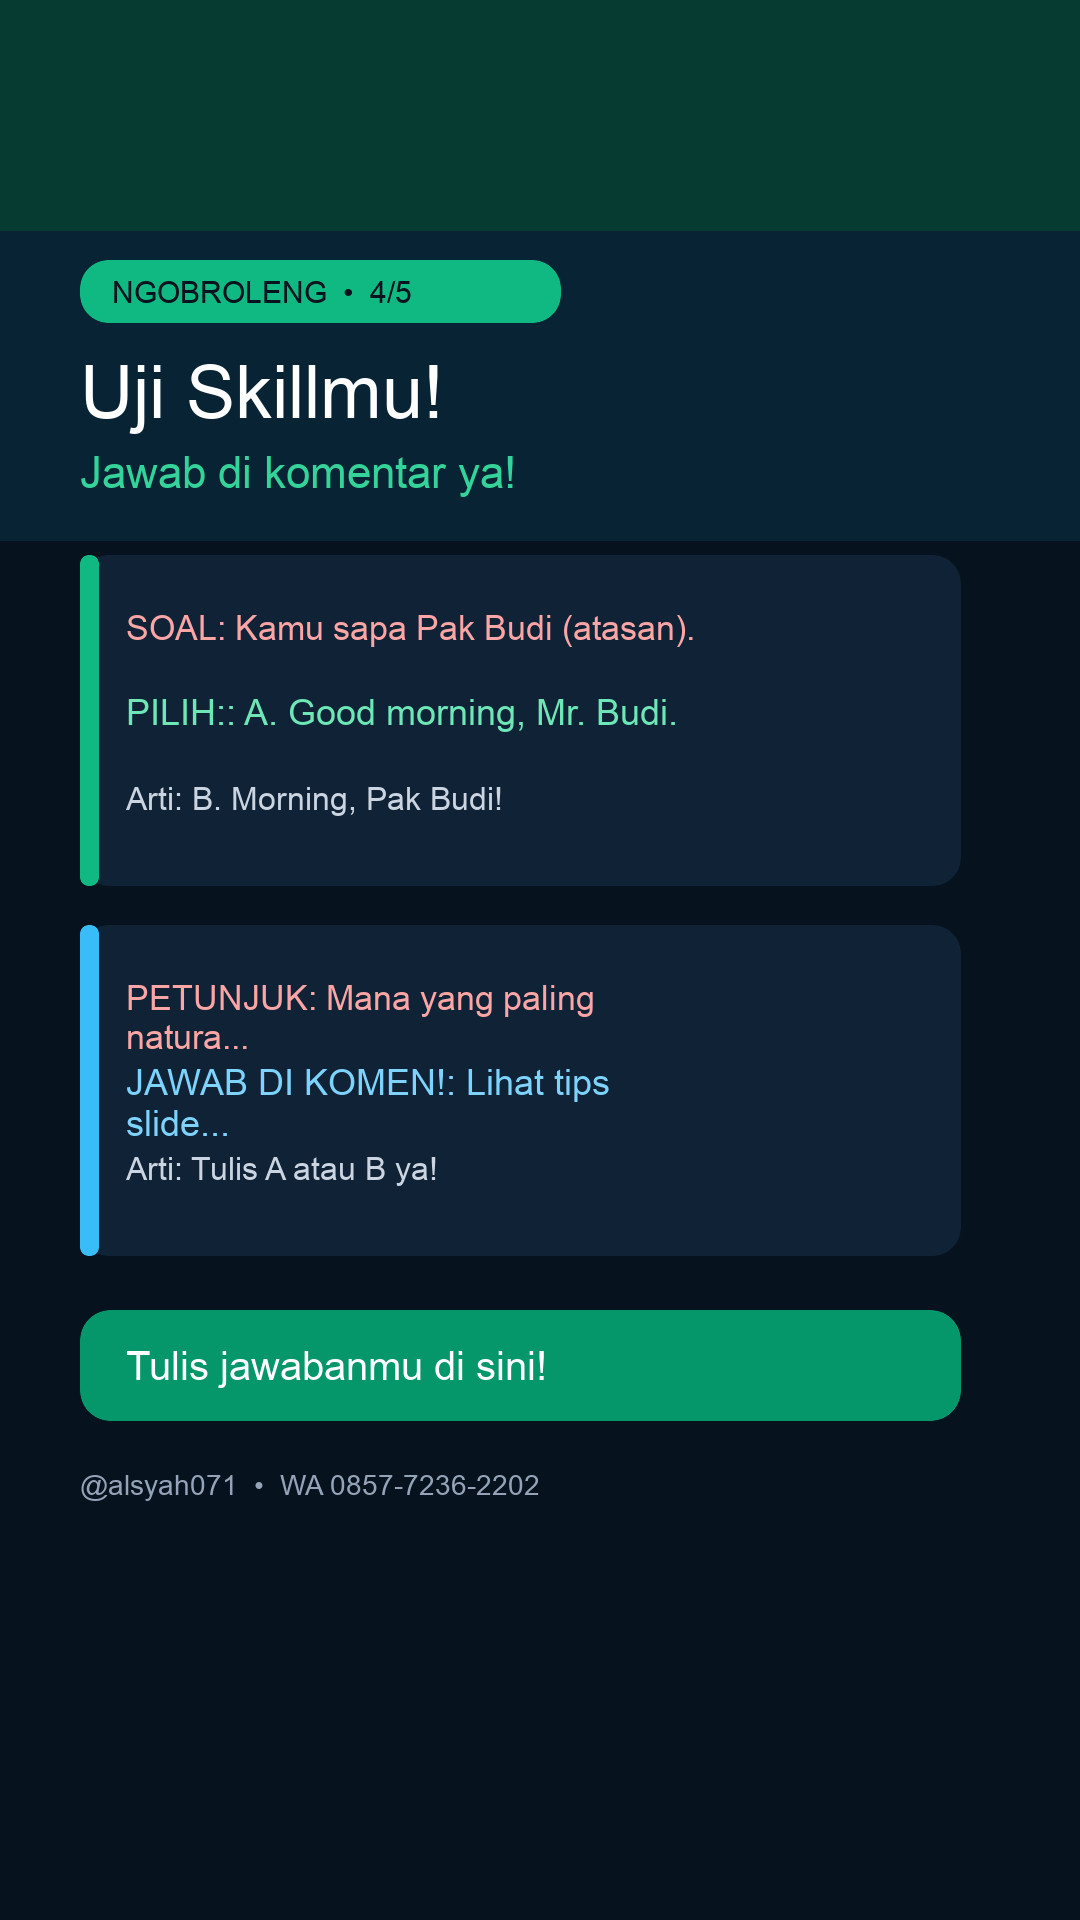 NGOBROLENG • 4/5
Uji Skillmu!
Jawab di komentar ya!
SOAL: Kamu sapa Pak Budi (atasan).
PILIH:: A. Good morning, Mr. Budi.
Arti: B. Morning, Pak Budi!
PETUNJUK: Mana yang paling
natura...
JAWAB DI KOMEN!: Lihat tips
slide...
Arti: Tulis A atau B ya!
Tulis jawabanmu di sini!
@alsyah071 • WA 0857-7236-2202